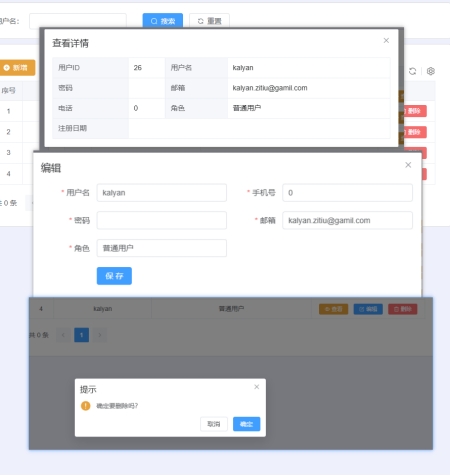 用户名:
搜索
重置
查看详情
新增
用户ID 26 用户名 kalyan
序号
密码 邮箱 kalyan.zitiu@gamil.com
电话 0 角色 普通用户
1 删除
注册日期
2 删除
3 删除
4 删除
共 0 条
编辑
* 用户名 kalyan * 手机号 0
* 密码 * 邮箱 kalyan.zitiu@gamil.com
* 角色 普通用户
保 存
4 kalyan 普通用户 查看 编辑 删除
共 0 条 1
提示
确定要删除吗?
取消 确定